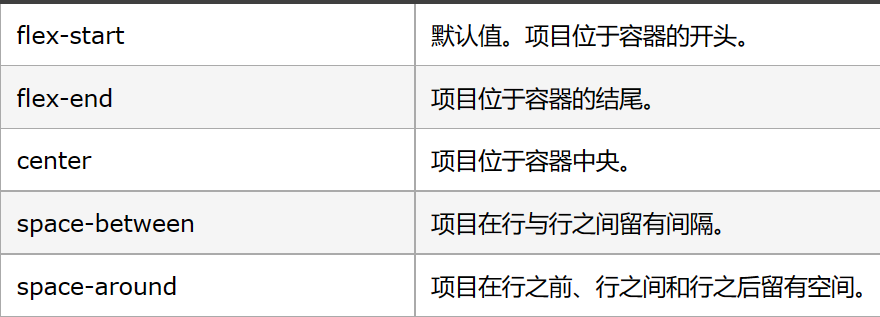 flex-start 默认值。项目位于容器的开头。
flex-end 项目位于容器的结尾。
center 项目位于容器中央。
space-between 项目在行与行之间留有间隔。
space-around 项目在行之前、行之间和行之后留有空间。